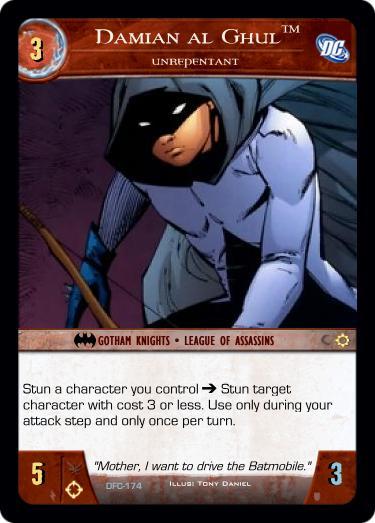 3
Damian al Ghul™
DC
UNREPENTANT
GOTHAM KNIGHTS • LEAGUE OF ASSASSINS
Stun a character you control ➔ Stun target
character with cost 3 or less. Use only during your
attack step and only once per turn.
"Mother, I want to drive the Batmobile."
5
DFC-174
ILLUS: TONY DANIEL
3